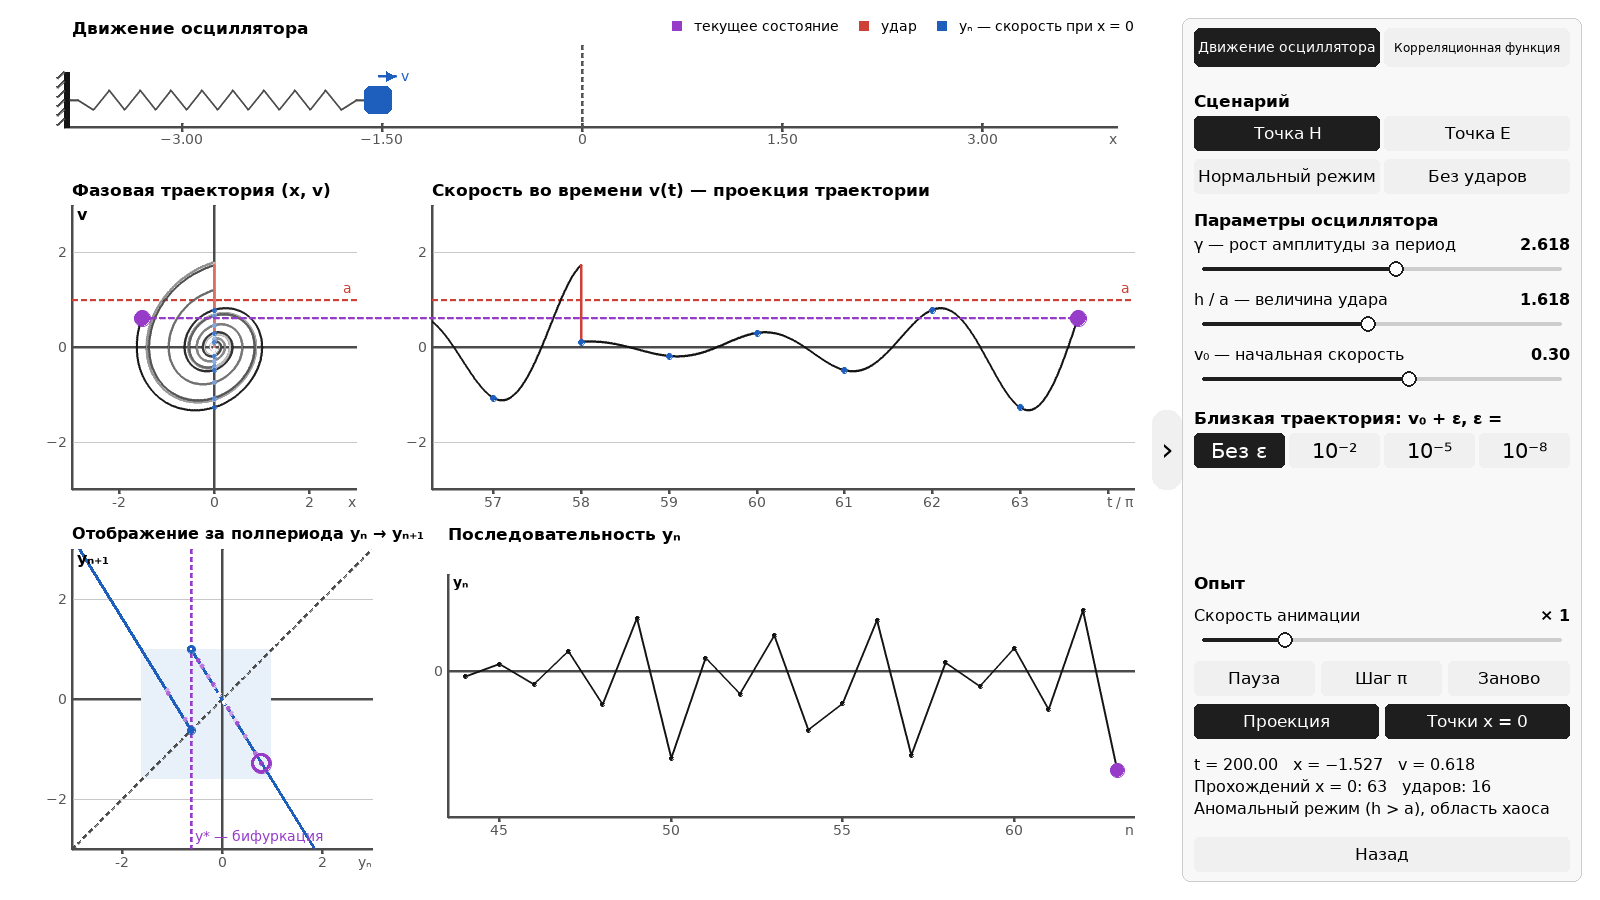 Движение осциллятора
текущее состояние удар yₙ — скорость при x = 0
v
−3.00 −1.50 0 1.50 3.00 x
Фазовая траектория (x, v)
v
2
0
−2
a
-2 0 2 x
Скорость во времени v(t) — проекция траектории
2
0
−2
a
57 58 59 60 61 62 63 t / π
Отображение за полпериода yₙ → yₙ₊₁
yₙ₊₁
2
0
−2
y* — бифуркация
-2 0 2 yₙ
Последовательность yₙ
yₙ
0
45 50 55 60 n
›
Движение осциллятора Корреляционная функция
Сценарий
Точка H Точка E
Нормальный режим Без ударов
Параметры осциллятора
γ — рост амплитуды за период 2.618
h / a — величина удара 1.618
v₀ — начальная скорость 0.30
Близкая траектория: v₀ + ε, ε =
Без ε 10⁻² 10⁻⁵ 10⁻⁸
Опыт
Скорость анимации × 1
Пауза Шаг π Заново
Проекция Точки x = 0
t = 200.00 x = −1.527 v = 0.618
Прохождений x = 0: 63 ударов: 16
Аномальный режим (h > a), область хаоса
Назад